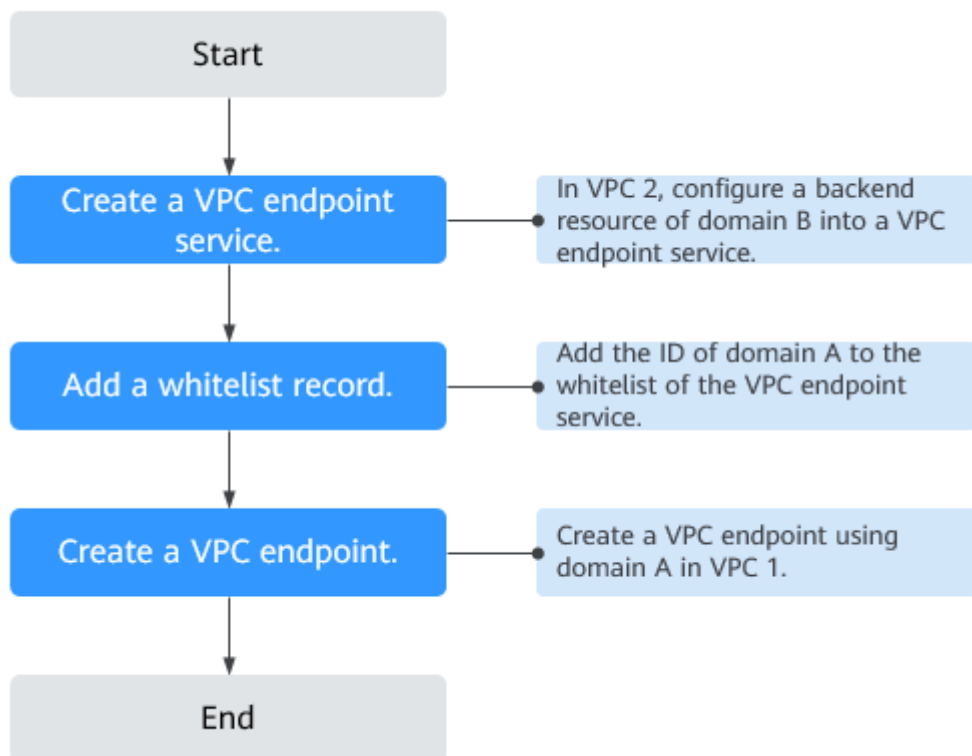 Start
Create a VPC endpoint
service.
In VPC 2, configure a backend
resource of domain B into a VPC
endpoint service.
Add a whitelist record.
Add the ID of domain A to the
whitelist of the VPC endpoint
service.
Create a VPC endpoint.
Create a VPC endpoint using
domain A in VPC 1.
End